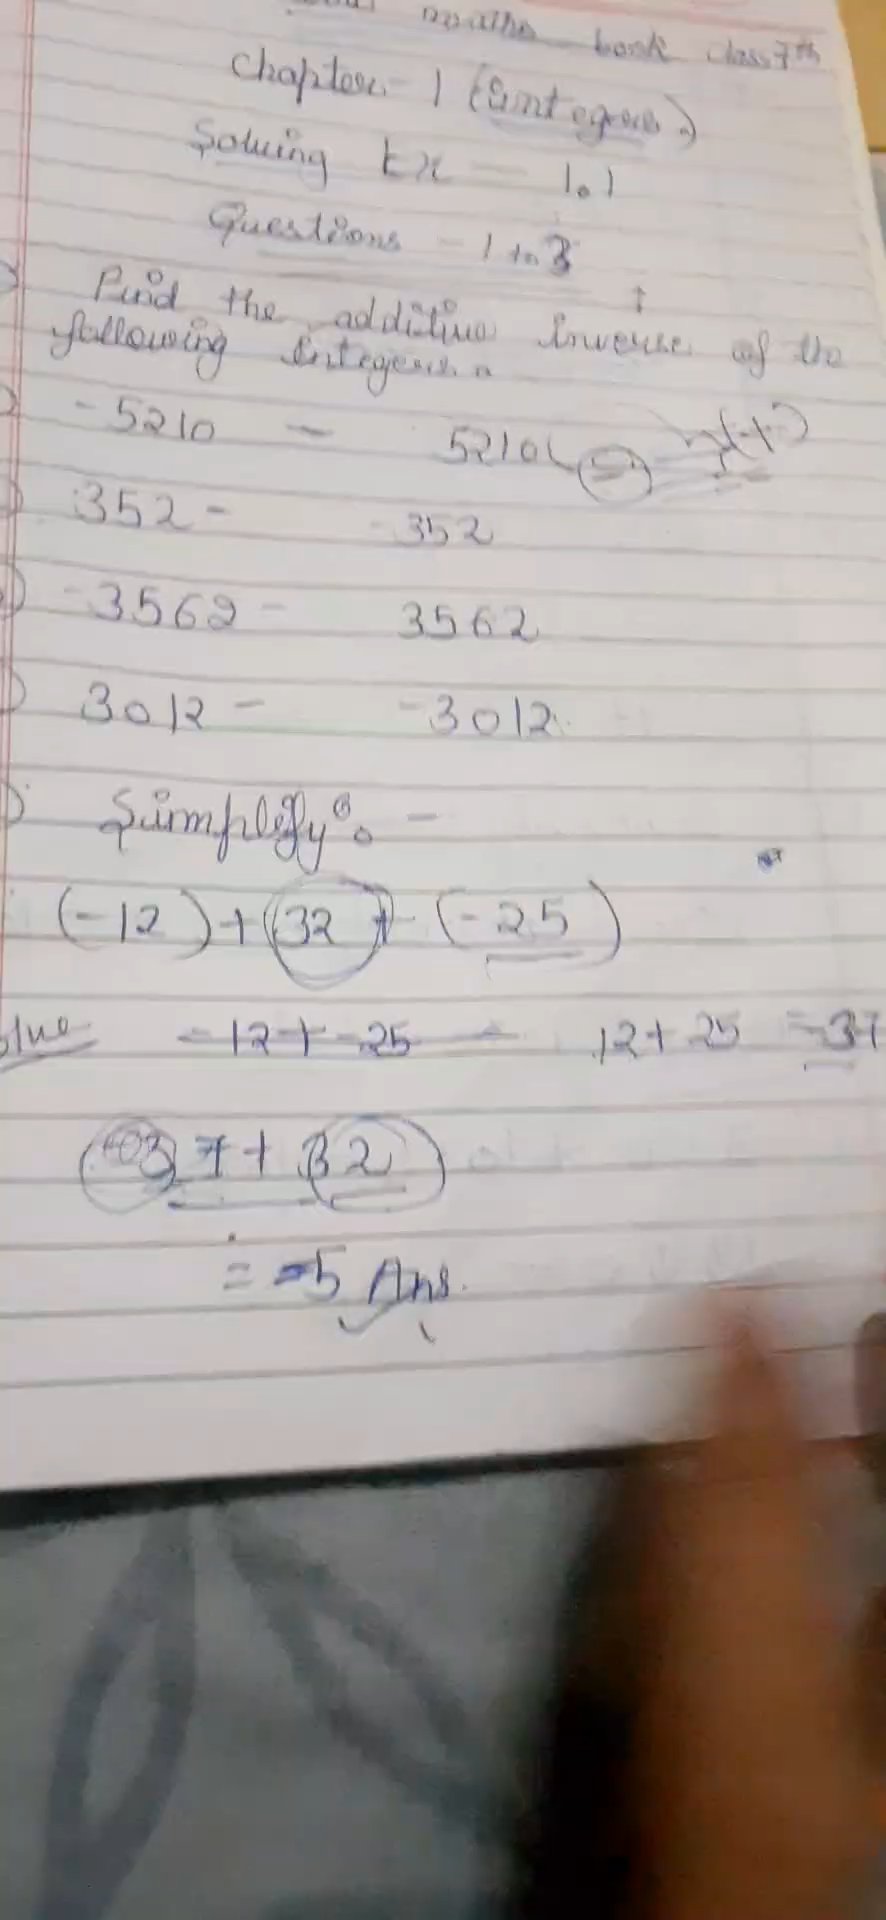 maths book class 7th
Chapter - 1 (Integers)
Solving Ex - 1.1
Questions - 1 to 3
Find the additive inverse of the
following integers.
-5210 - 5210
352 - -352
-3562 - 3562
3012 - -3012
Simplify :-
(-12) + (32) + (-25)
-12 + -25 - 12 + 25 = -37
-37 + 32
= -5 Ans.